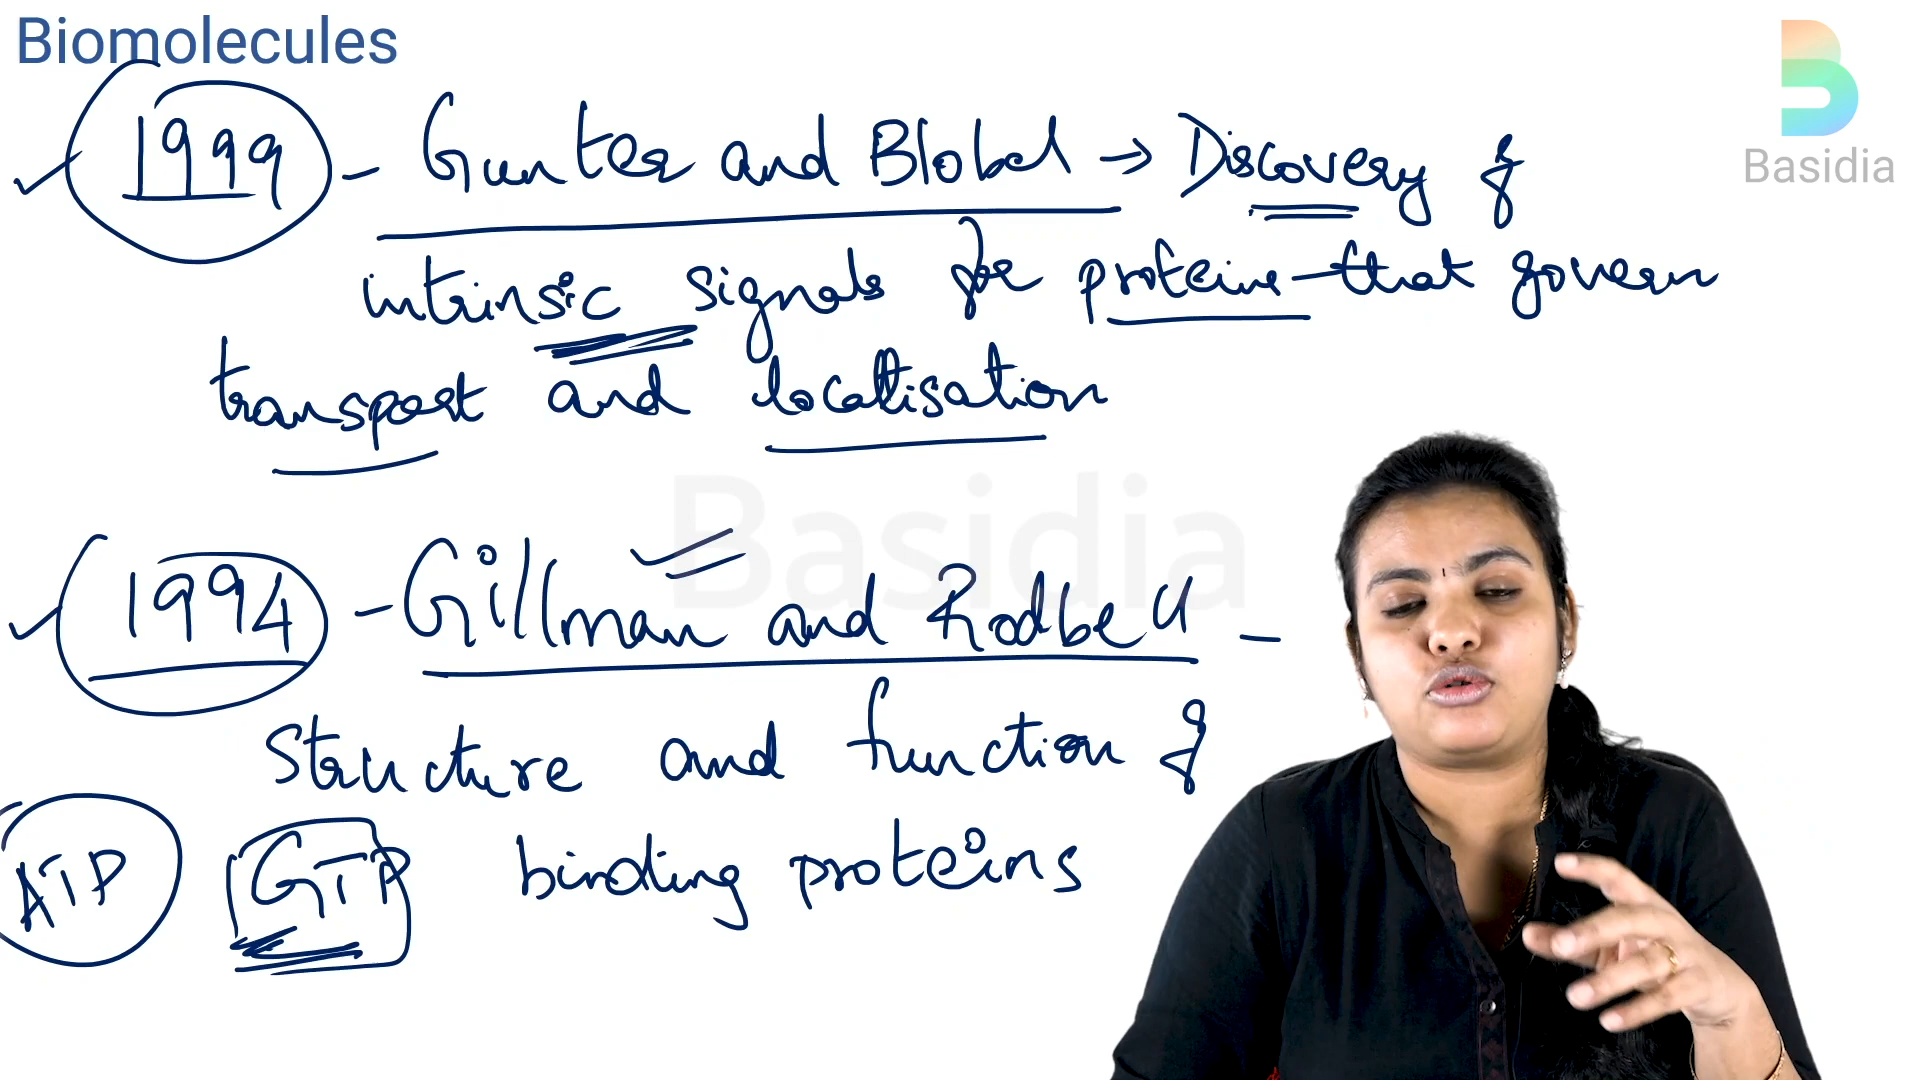 Biomolecules
Basidia
1999 - Gunter and Blobel → Discovery of
intrinsic signals for proteins that govern
transport and localisation
Basidia
1994 - Gillman and Rodbell -
Structure and function of
ATP GTP binding proteins